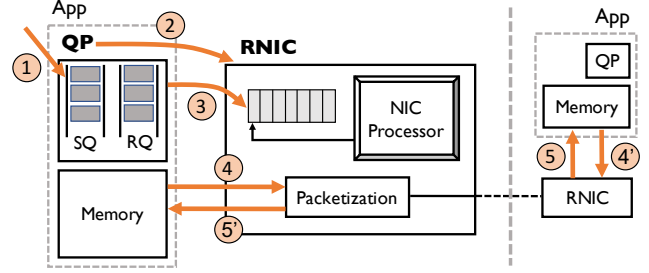 App
QP
2
RNIC
1
SQ
RQ
3
NIC
Processor
Memory
4
5’
Packetization
App
QP
Memory
5
4’
RNIC